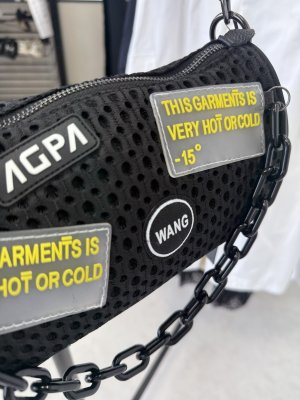 THIS GARMENTS IS
VERY HOT OR COLD
-15°
AGPA
WANG
GARMENTS IS
HOT OR COLD